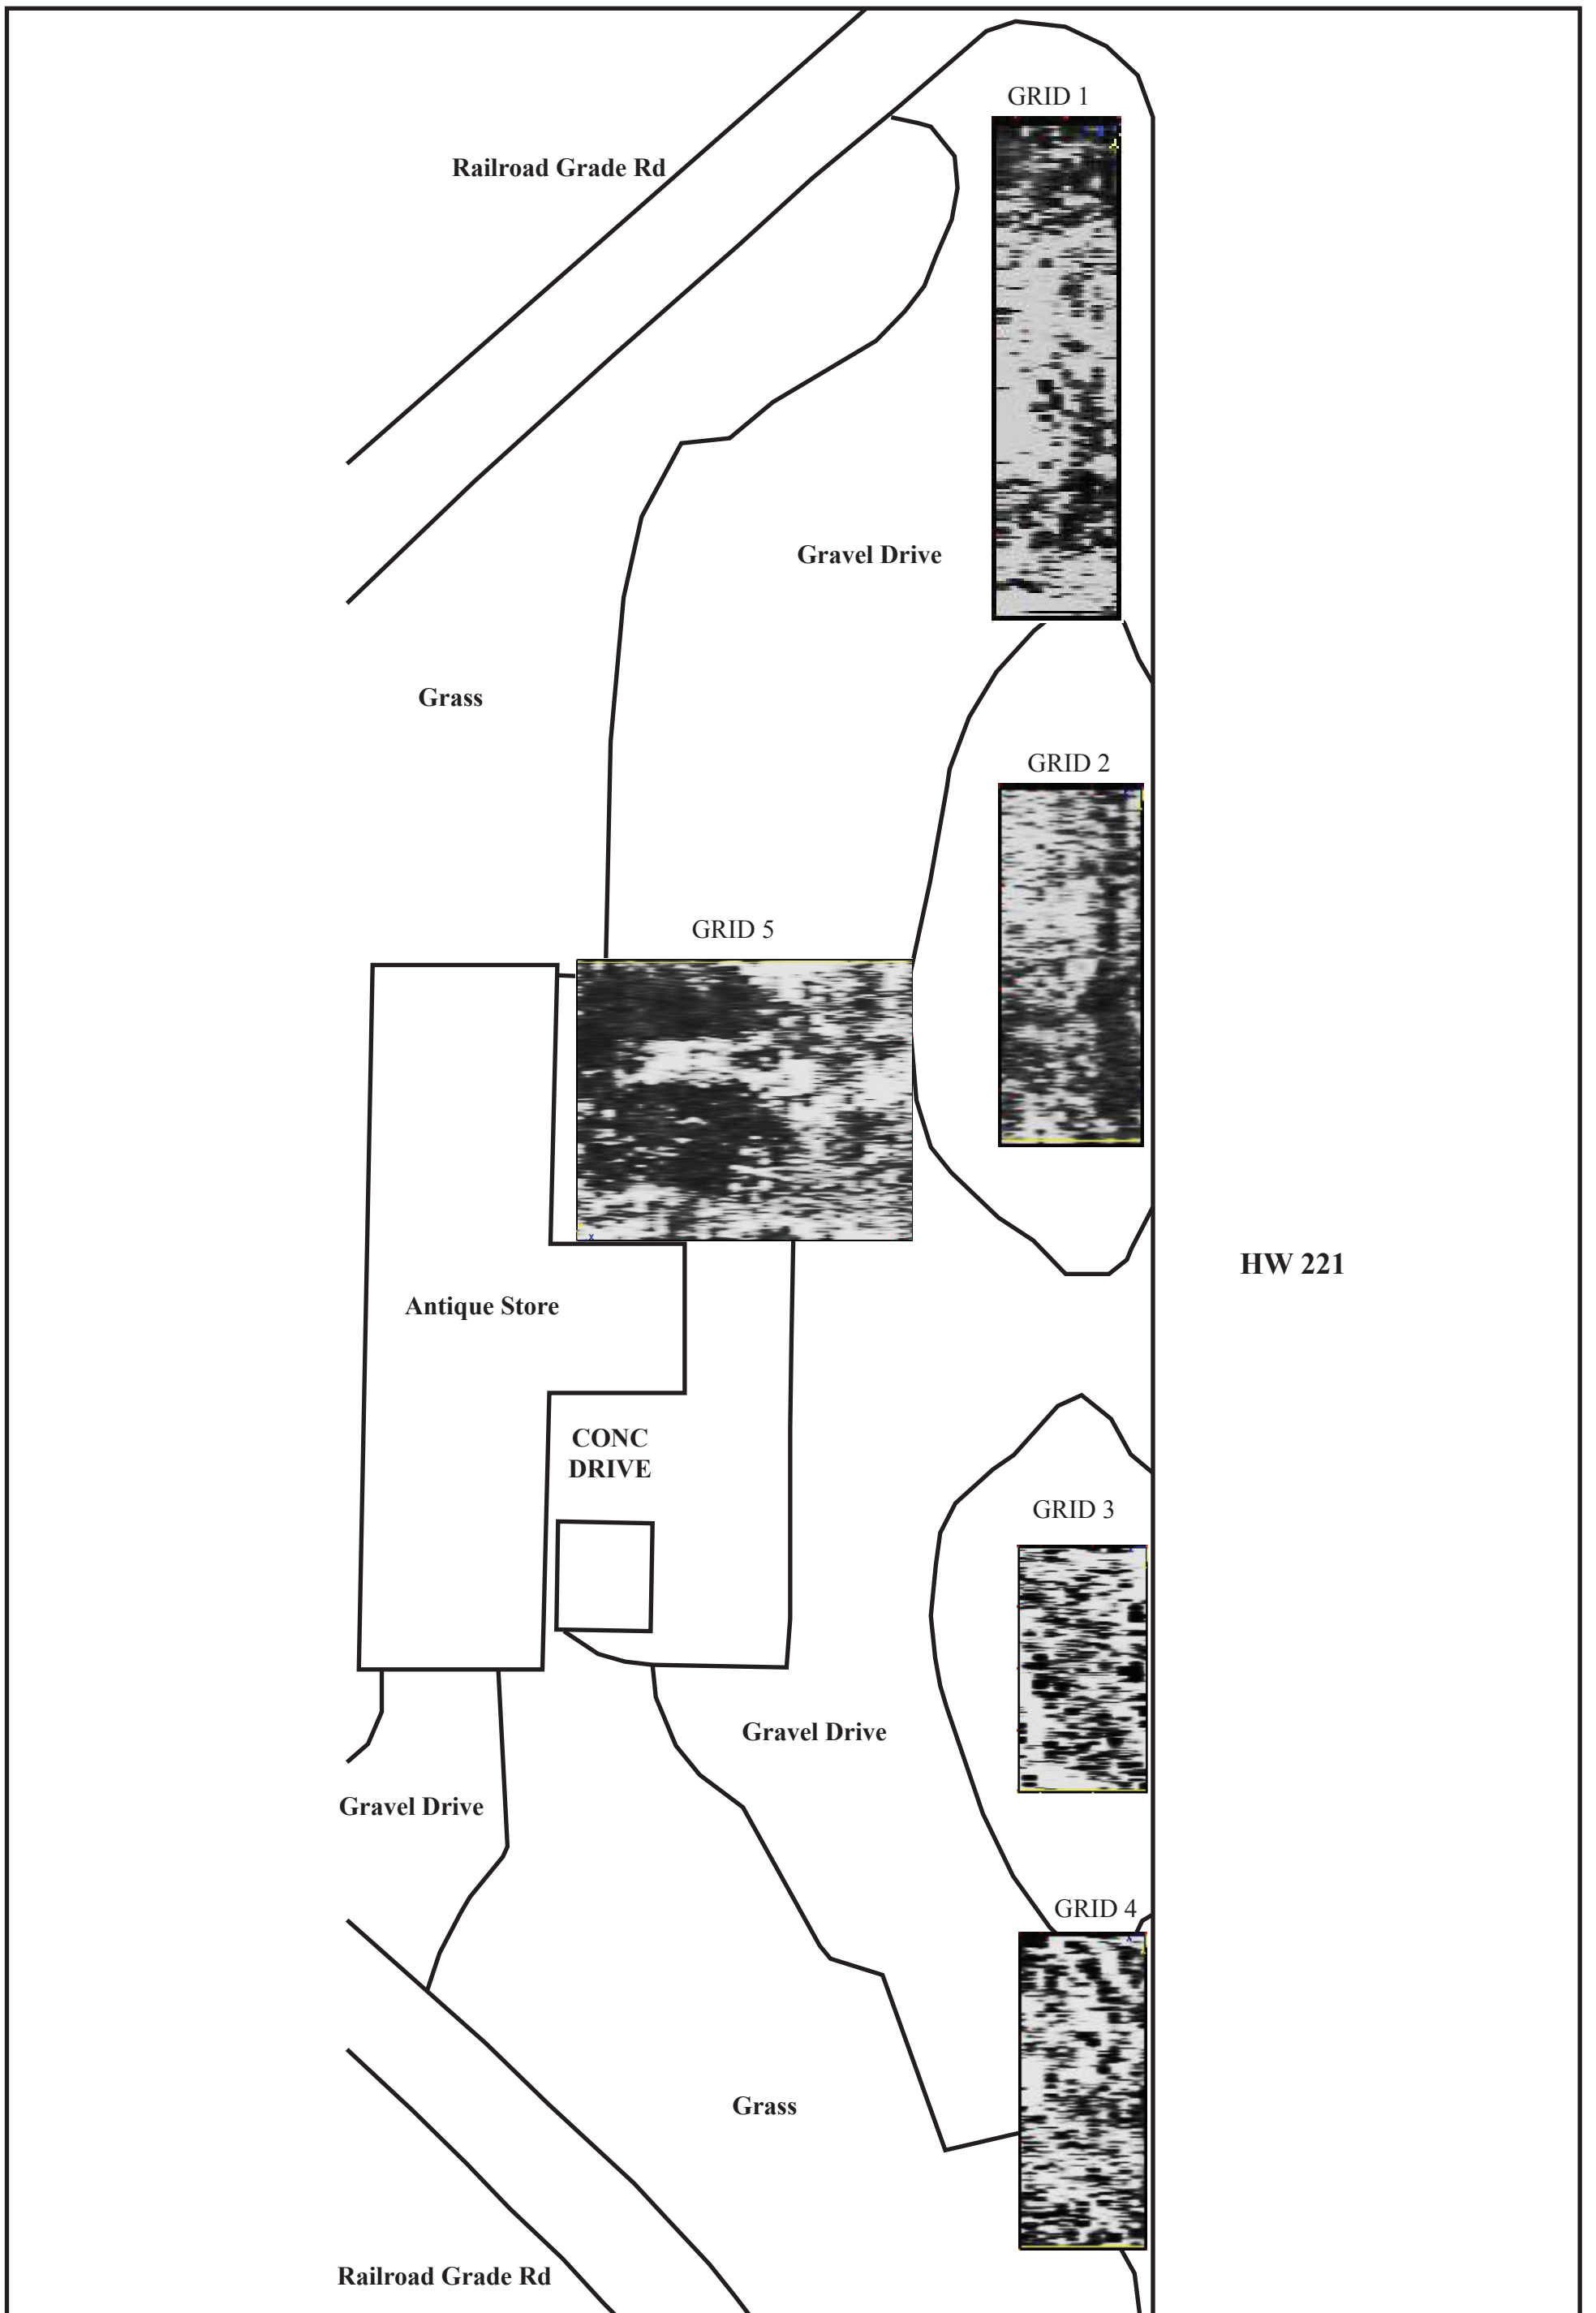 GRID 1
Railroad Grade Rd
Gravel Drive
Grass
GRID 2
GRID 5
HW 221
Antique Store
CONC
DRIVE
GRID 3
Gravel Drive
Gravel Drive
GRID 4
Grass
Railroad Grade Rd